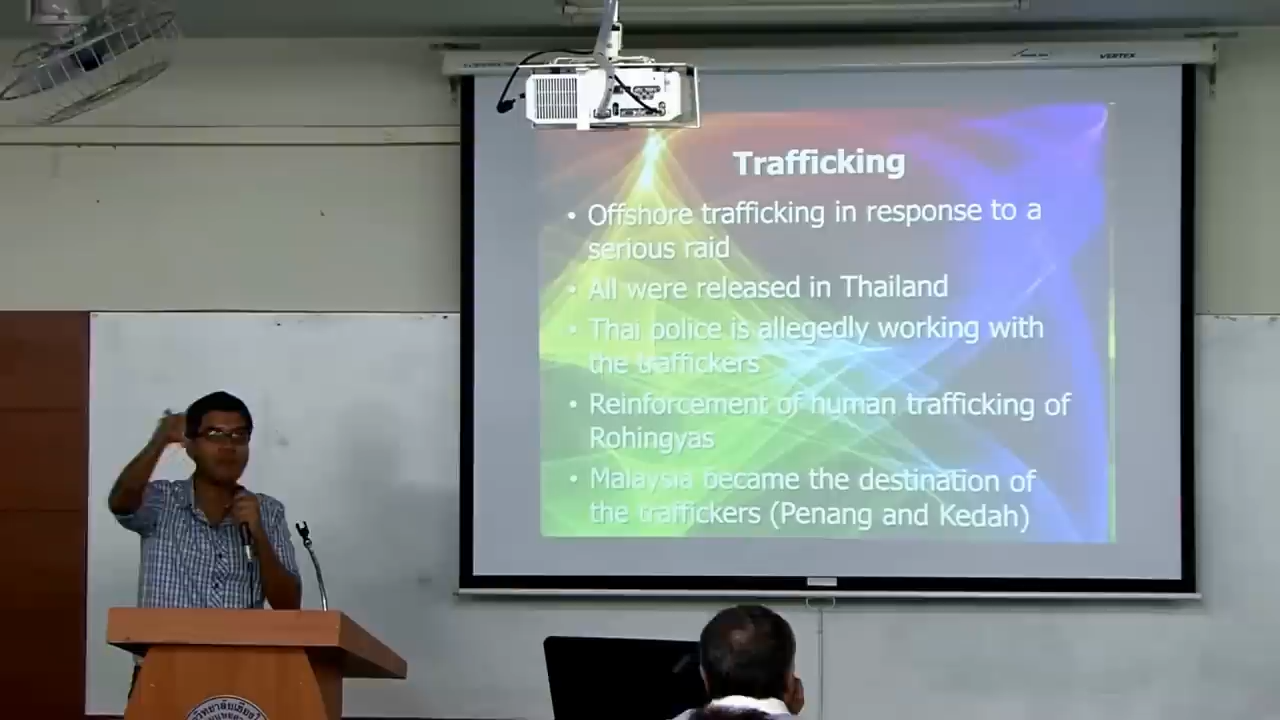 VERTEX
Trafficking
• Offshore trafficking in response to a
serious raid
• All were released in Thailand
• Thai police is allegedly working with
the traffickers
• Reinforcement of human trafficking of
Rohingyas
• Malaysia became the destination of
the traffickers (Penang and Kedah)